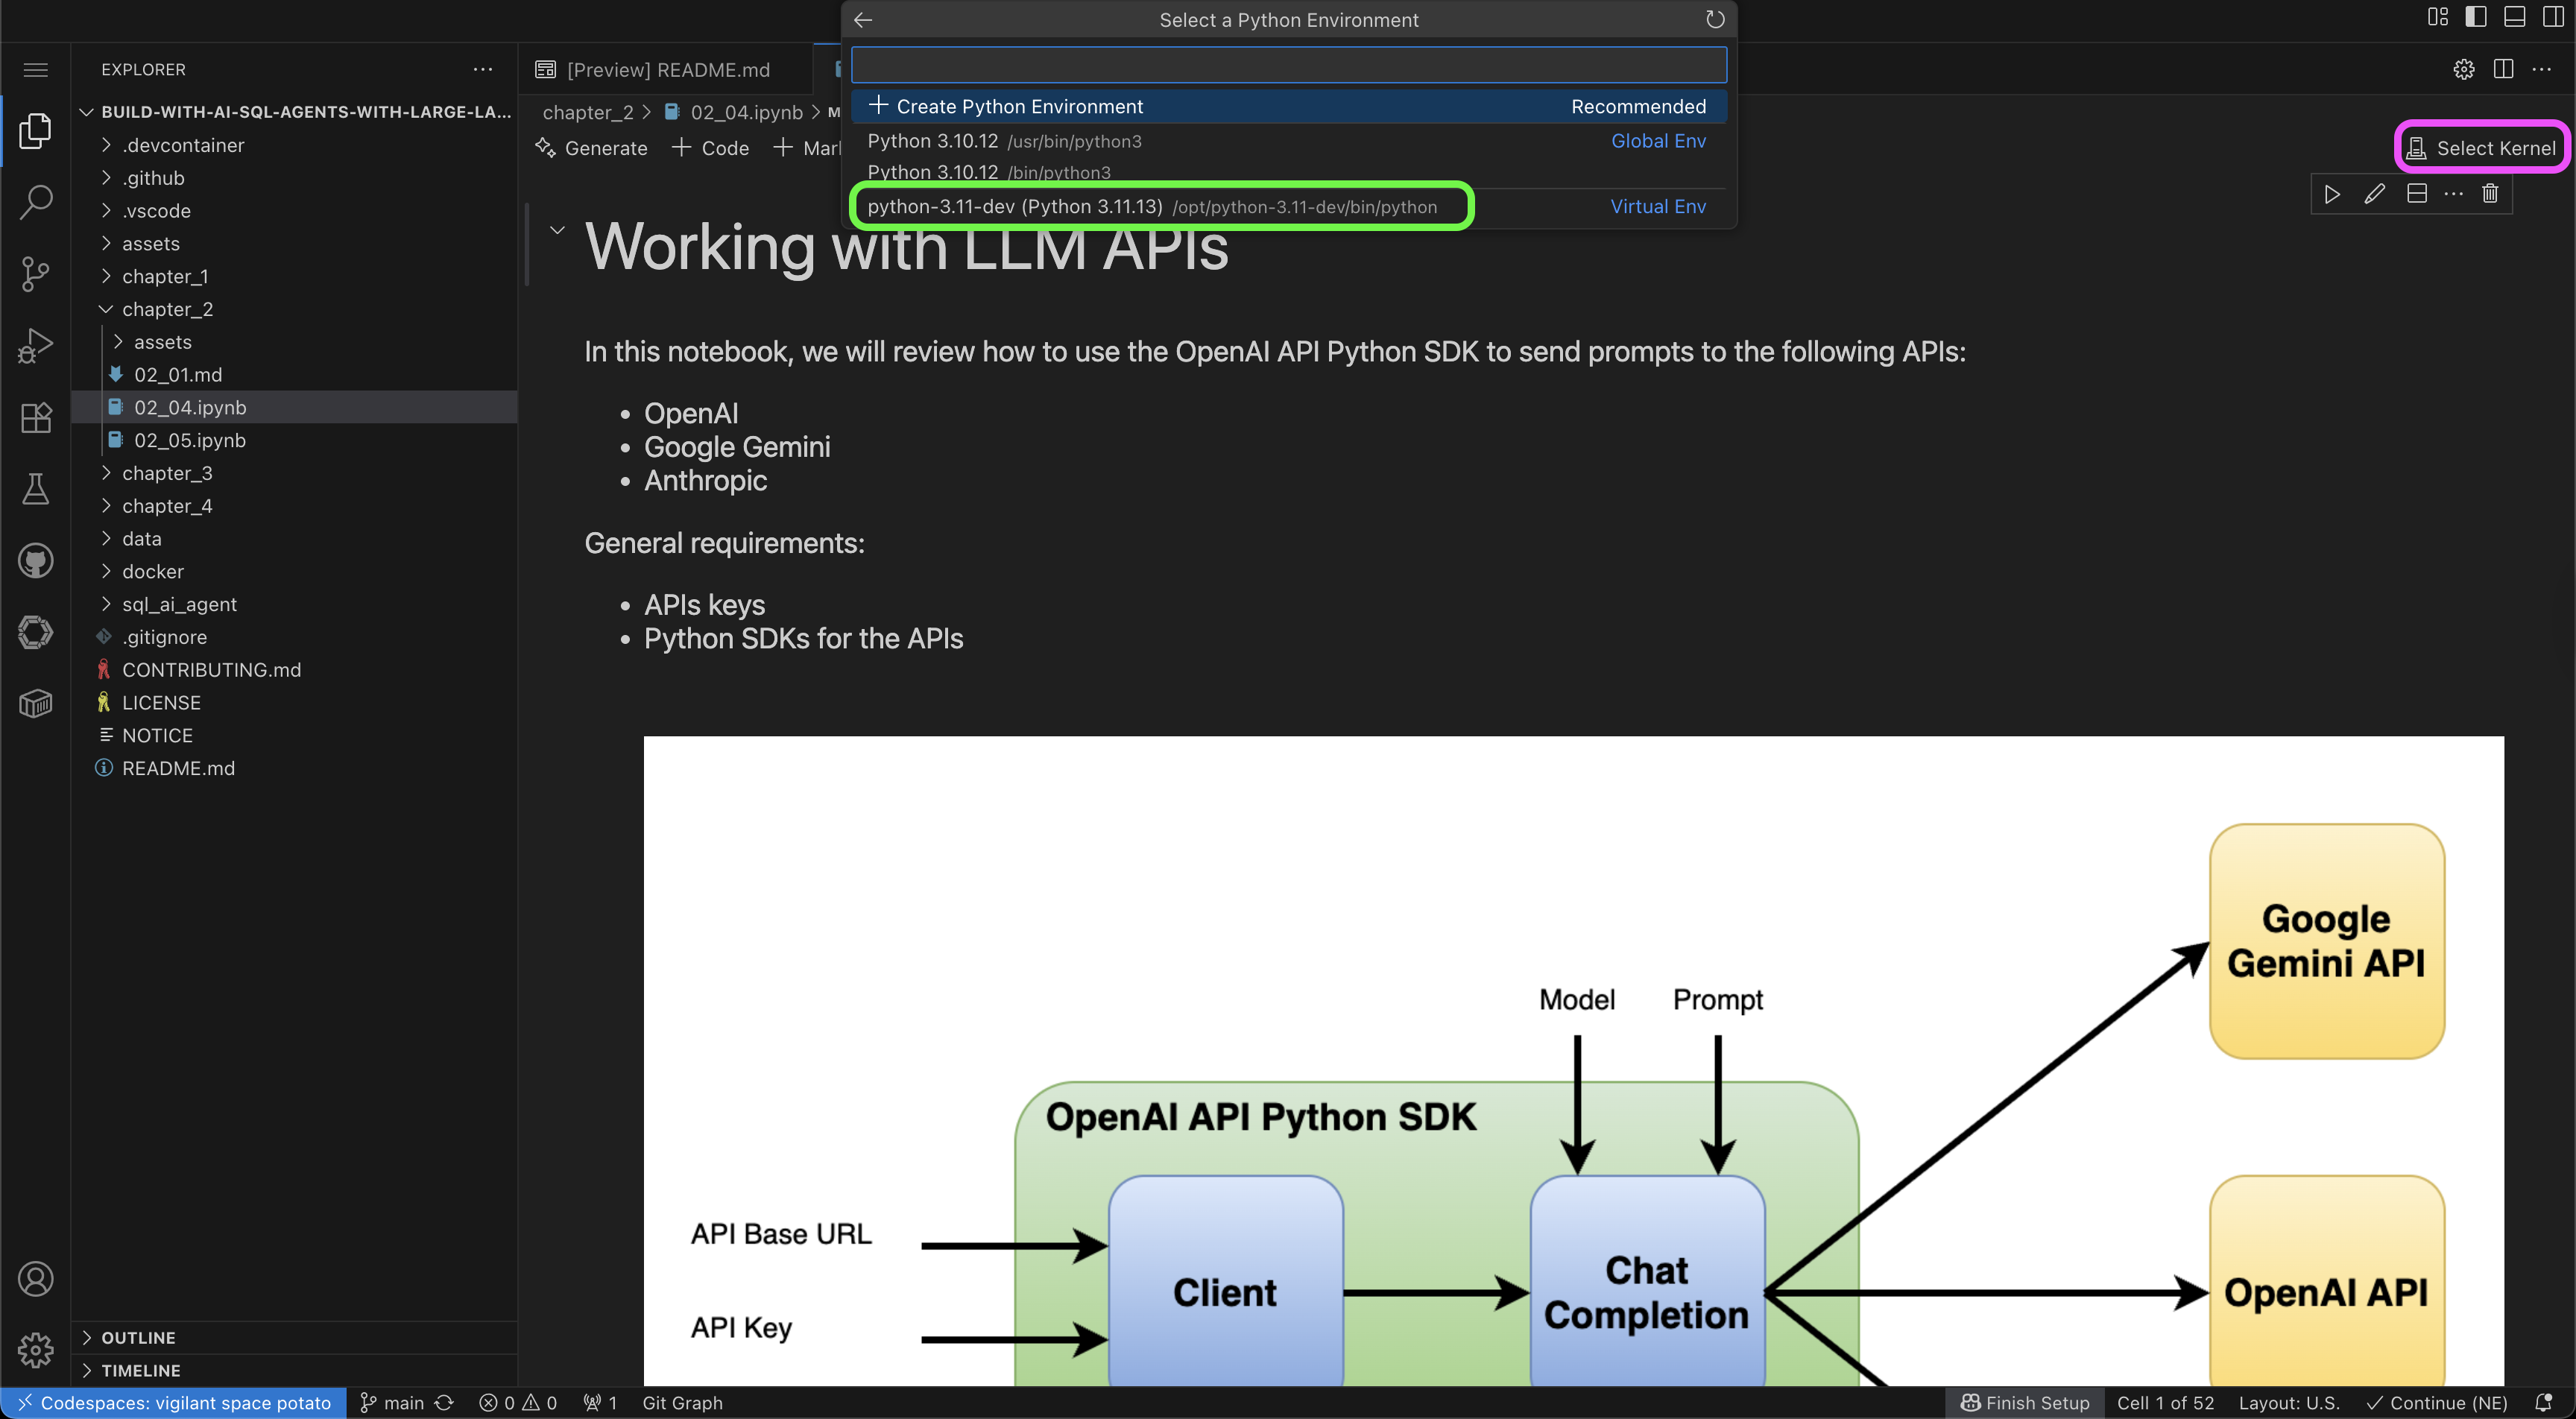 Select a Python Environment
EXPLORER
[Preview] README.md
Create Python Environment Recommended
BUILD-WITH-AI-SQL-AGENTS-WITH-LARGE-LA...
chapter_2 > 02_04.ipynb > M
Generate + Code + Mar
Python 3.10.12 /usr/bin/python3 Global Env
Python 3.10.12 /bin/python3
python-3.11-dev (Python 3.11.13) /opt/python-3.11-dev/bin/python Virtual Env
Select Kernel
.devcontainer
.github
.vscode
assets
chapter_1
chapter_2
assets
02_01.md
02_04.ipynb
02_05.ipynb
chapter_3
chapter_4
data
docker
sql_ai_agent
.gitignore
CONTRIBUTING.md
LICENSE
NOTICE
README.md
OUTLINE
TIMELINE
Working with LLM APIs
In this notebook, we will review how to use the OpenAI API Python SDK to send prompts to the following APIs:
• OpenAI
• Google Gemini
• Anthropic
General requirements:
• APIs keys
• Python SDKs for the APIs
Google
Gemini API
Model Prompt
OpenAI API Python SDK
API Base URL
API Key
Client
Chat
Completion
OpenAI API
Codespaces: vigilant space potato main 0 0 1 Git Graph Finish Setup Cell 1 of 52 Layout: U.S. Continue (NE)